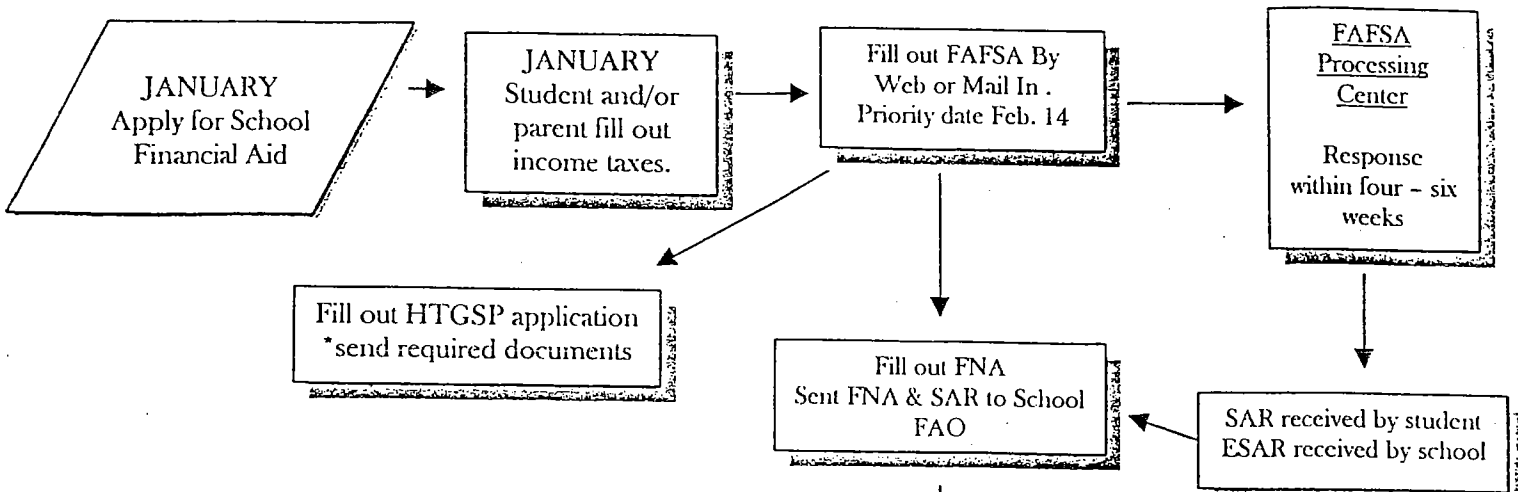 JANUARY
Apply for School
Financial Aid
JANUARY
Student and/or
parent fill out
income taxes.
Fill out FAFSA By
Web or Mail In .
Priority date Feb. 14
FAFSA
Processing
Center
Response
within four – six
weeks
Fill out HTGSP application
*send required documents
Fill out FNA
Sent FNA & SAR to School
FAO
SAR received by student
ESAR received by school